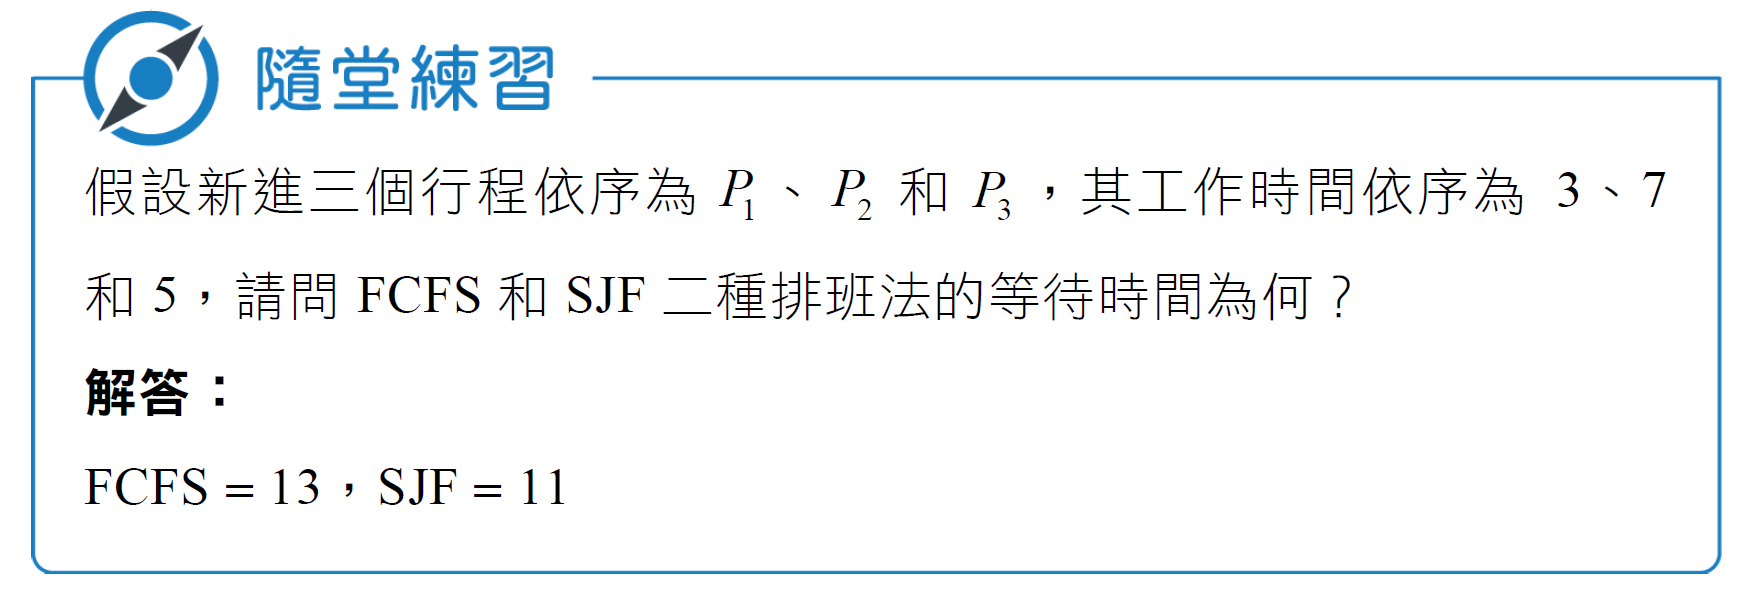 隨堂練習
假設新進三個行程依序為 P₁、P₂ 和 P₃，其工作時間依序為 3、7
和 5，請問 FCFS 和 SJF 二種排班法的等待時間為何？
解答：
FCFS = 13，SJF = 11